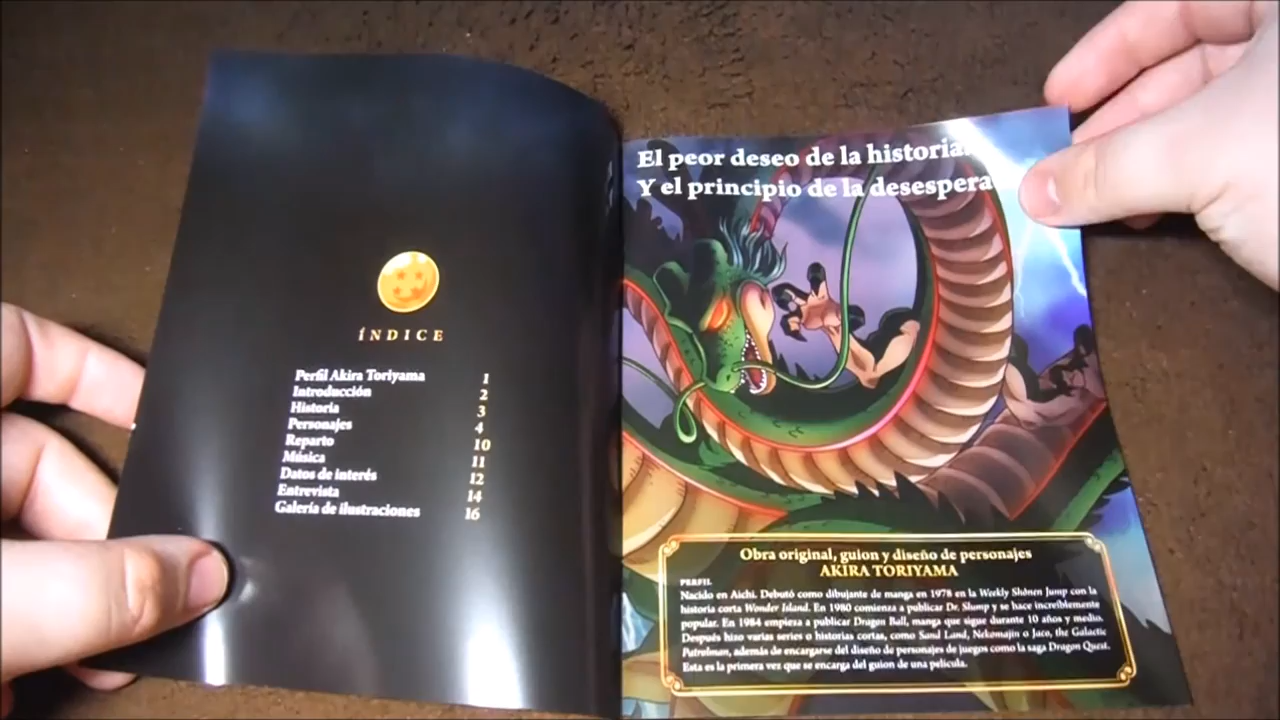 ÍNDICE
Perfil Akira Toriyama 1
Introducción 2
Historia 3
Personajes 4
Reparto 10
Música 11
Datos de interés 12
Entrevista 14
Galería de ilustraciones 16
El peor deseo de la historia.
Y el principio de la desespera
Obra original, guion y diseño de personajes
AKIRA TORIYAMA
PERFIL
Nacido en Aichi. Debutó como dibujante de manga en 1978 en la Weekly Shônen Jump con la
historia corta Wonder Island. En 1980 comienza a publicar Dr. Slump y se hace increíblemente
popular. En 1984 empieza a publicar Dragon Ball, manga que sigue durante 10 años y medio.
Después hizo varias series o historias cortas, como Sand Land, Nekomajin o Jaco, the Galactic
Patrolman, además de encargarse del diseño de personajes de juegos como la saga Dragon Quest.
Esta es la primera vez que se encarga del guion de una película.